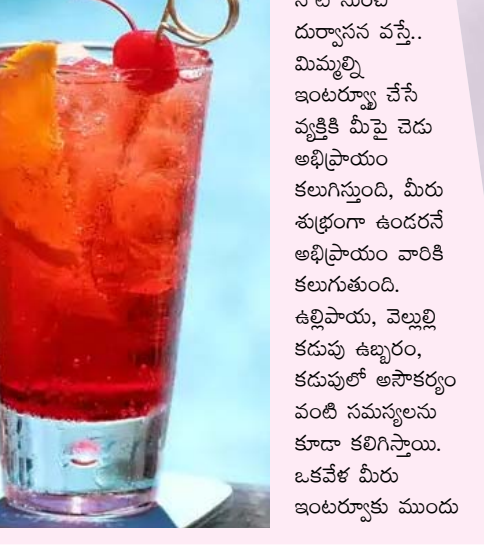 దుర్వాసన వస్తే..
మిమ్మల్ని
ఇంటర్వ్యూ చేసే
వ్యక్తికి మీపై చెడు
అభిప్రాయం
కలుగిస్తుంది, మీరు
శుభ్రంగా ఉండరనే
అభిప్రాయం వారికి
కలుగుతుంది.
ఉల్లిపాయ, వెల్లుల్లి
కడుపు ఉబ్బరం,
కడుపులో అసౌకర్యం
వంటి సమస్యలను
కూడా కలిగిస్తాయి.
ఒకవేళ మీరు
ఇంటర్వూకు ముందు